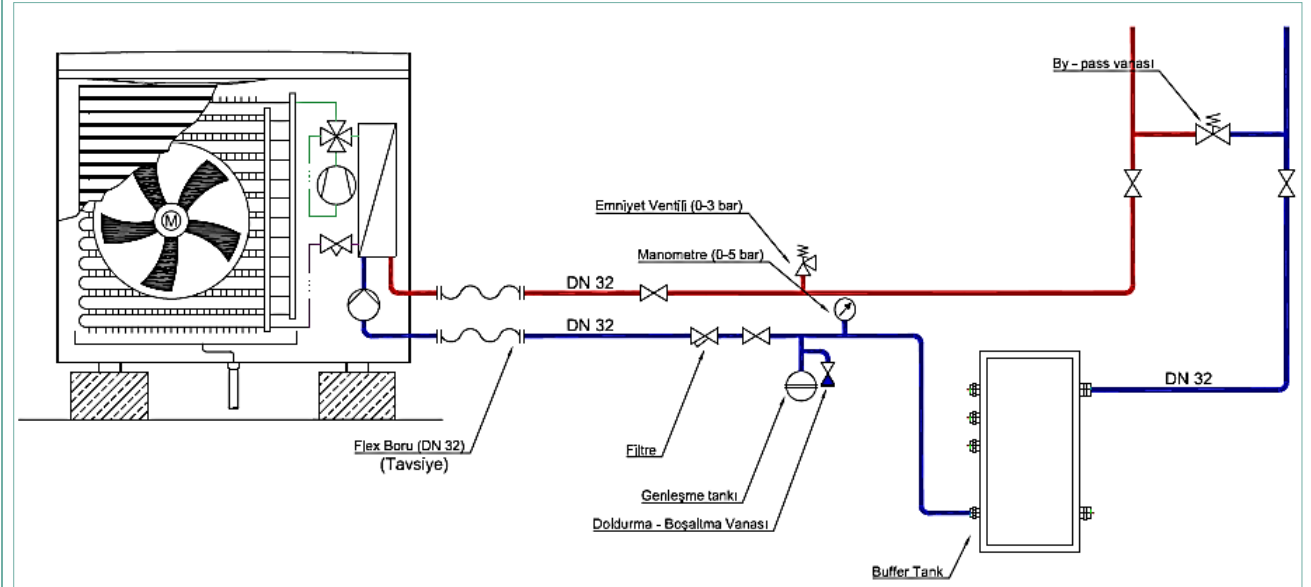 By - pass vanası
M
Emniyet Ventili (0-3 bar)
Manometre (0-5 bar)
DN 32
DN 32
DN 32
Flex Boru (DN 32)
(Tavsiye)
Filtre
Genleşme tankı
Doldurma - Boşaltma Vanası
Buffer Tank